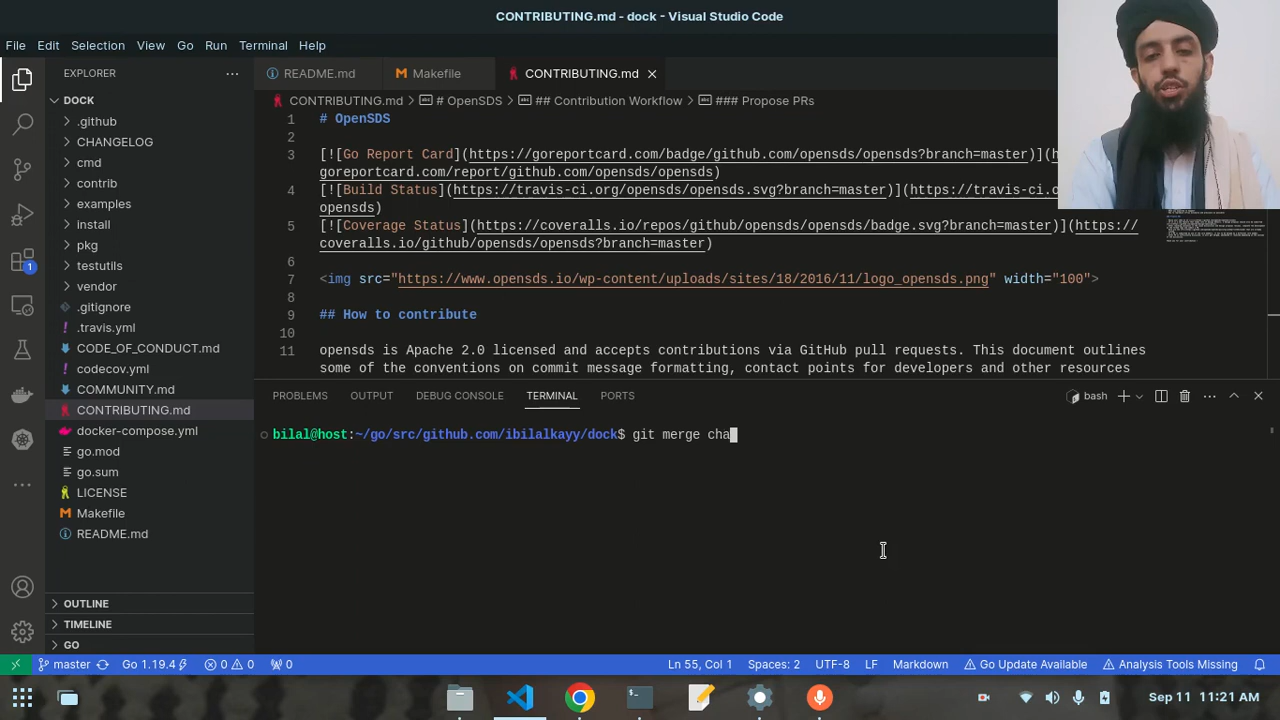 CONTRIBUTING.md - dock - Visual Studio Code
File Edit Selection View Go Run Terminal Help
EXPLORER
README.md
Makefile
CONTRIBUTING.md
DOCK
.github
CHANGELOG
cmd
contrib
examples
install
pkg
testutils
vendor
.gitignore
.travis.yml
CODE_OF_CONDUCT.md
codecov.yml
COMMUNITY.md
CONTRIBUTING.md
docker-compose.yml
go.mod
go.sum
LICENSE
Makefile
README.md
OUTLINE
TIMELINE
GO
1
CONTRIBUTING.md > # OpenSDS > ## Contribution Workflow > ### Propose PRs
1 # OpenSDS
2
3 [![Go Report Card](https://goreportcard.com/badge/github.com/opensds/opensds?branch=master)](h
goreportcard.com/report/github.com/opensds/opensds)
4 [![Build Status](https://travis-ci.org/opensds/opensds.svg?branch=master)](https://travis-ci.o
opensds)
5 [![Coverage Status](https://coveralls.io/repos/github/opensds/opensds/badge.svg?branch=master)](https://
coveralls.io/github/opensds/opensds?branch=master)
6
7 <img src="https://www.opensds.io/wp-content/uploads/sites/18/2016/11/logo_opensds.png" width="100">
8
9 ## How to contribute
10
11 opensds is Apache 2.0 licensed and accepts contributions via GitHub pull requests. This document outlines
some of the conventions on commit message formatting, contact points for developers and other resources
PROBLEMS OUTPUT DEBUG CONSOLE TERMINAL PORTS
bash
bilal@host:~/go/src/github.com/ibilalkayy/dock$ git merge cha
master Go 1.19.4 0 0 0
Ln 55, Col 1 Spaces: 2 UTF-8 LF Markdown Go Update Available Analysis Tools Missing
Sep 11 11:21 AM